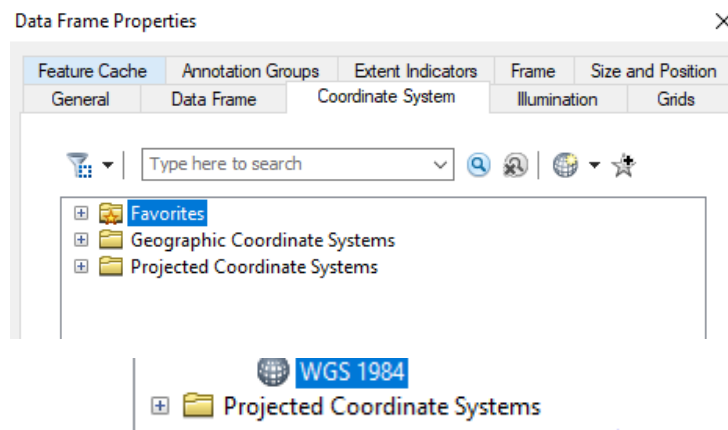 Data Frame Properties
Feature Cache Annotation Groups Extent Indicators Frame Size and Position
General Data Frame Coordinate System Illumination Grids
Type here to search
Favorites
Geographic Coordinate Systems
Projected Coordinate Systems
WGS 1984
Projected Coordinate Systems